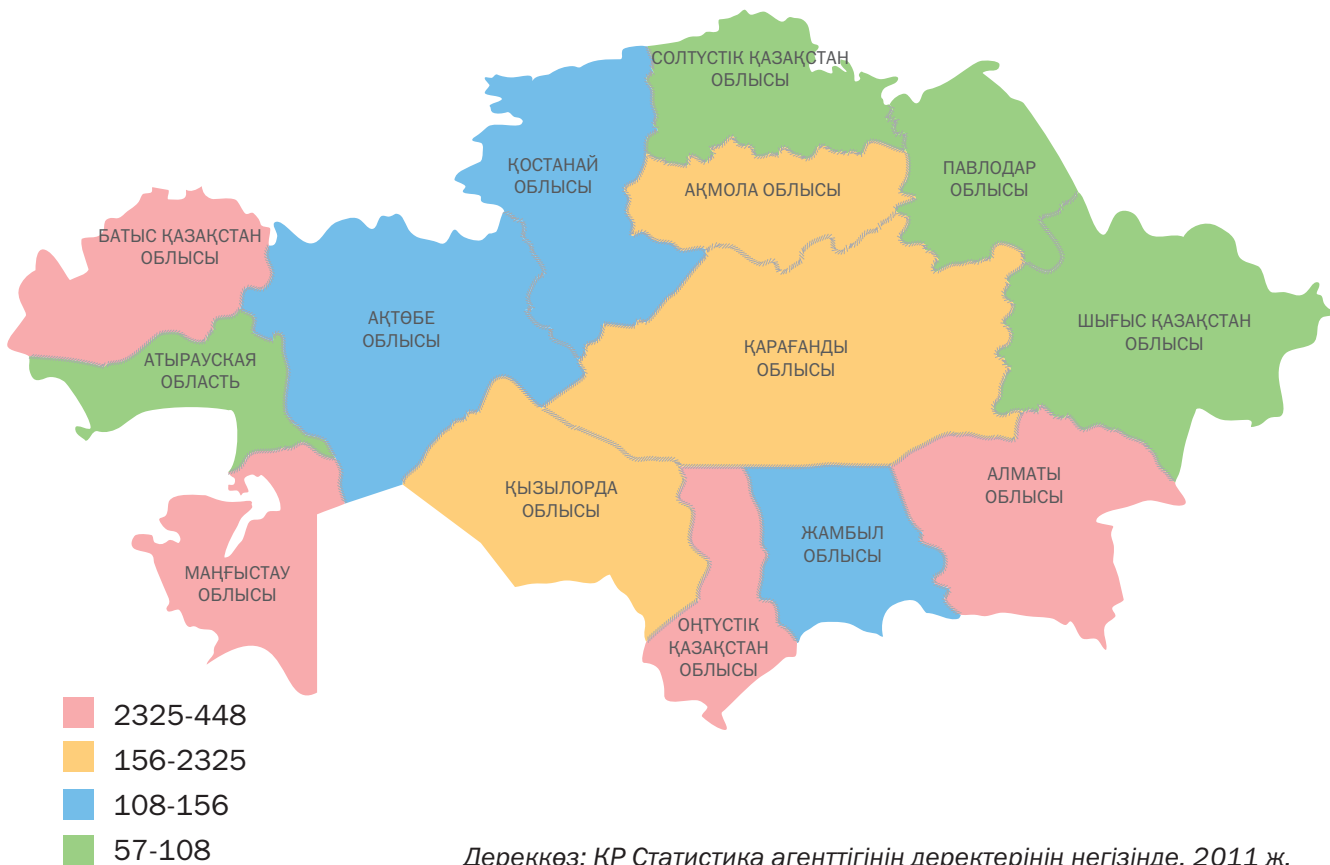 СОЛТҮСТІК ҚАЗАҚСТАН
ОБЛЫСЫ
ҚОСТАНАЙ
ОБЛЫСЫ
АҚМОЛА ОБЛЫСЫ
ПАВЛОДАР
ОБЛЫСЫ
БАТЫС ҚАЗАҚСТАН
ОБЛЫСЫ
АҚТӨБЕ
ОБЛЫСЫ
ШЫҒЫС ҚАЗАҚСТАН
ОБЛЫСЫ
АТЫРАУСКАЯ
ОБЛАСТЬ
ҚАРАҒАНДЫ
ОБЛЫСЫ
АЛМАТЫ
ОБЛЫСЫ
ҚЫЗЫЛОРДА
ОБЛЫСЫ
ЖАМБЫЛ
ОБЛЫСЫ
МАҢҒЫСТАУ
ОБЛЫСЫ
ОҢТҮСТІК
ҚАЗАҚСТАН
ОБЛЫСЫ
2325-448
156-2325
108-156
57-108
Дереккөз: ҚР Статистика агенттігінің деректерінің негізінде, 2011 ж.